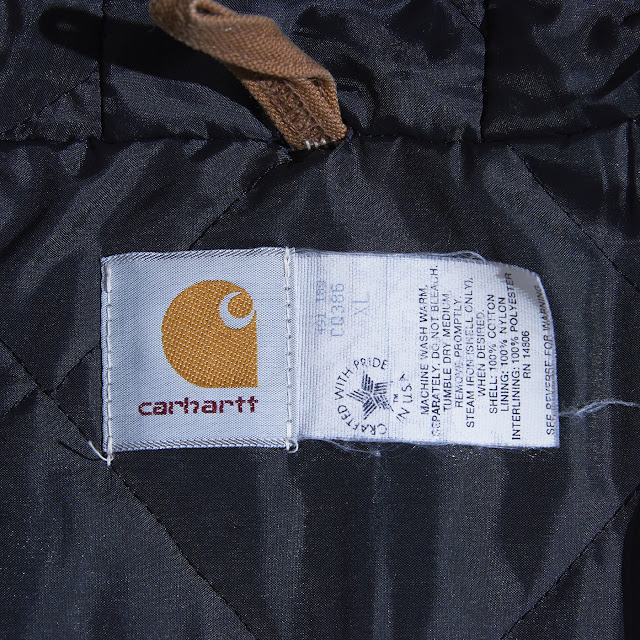 carhartt
00386
XL
CRAFTED WITH PRIDE IN U.S.
MACHINE WASH WARM.
SEPARATELY. DO NOT BLEACH.
TUMBLE DRY MEDIUM
REMOVE PROMPTLY.
STEAM IRON(SHELL ONLY).
WHEN DESIRED.
SHELL: 100% COTTON
LINING: 100% NYLON
INTERLINING: 100% POLYESTER
RN 14806
SEE REVERSE FOR WARNING